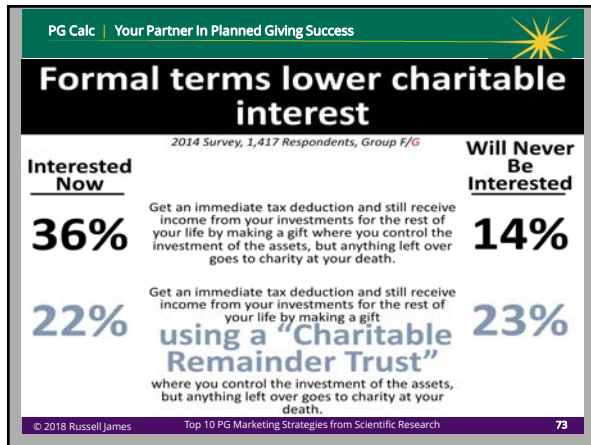 PG Calc | Your Partner In Planned Giving Success
Formal terms lower charitable
interest
2014 Survey, 1,417 Respondents, Group F/G
Interested
Now
Will Never
Be
Interested
36%
Get an immediate tax deduction and still receive
income from your investments for the rest of
your life by making a gift where you control the
investment of the assets, but anything left over
goes to charity at your death.
14%
22%
Get an immediate tax deduction and still receive
income from your investments for the rest of
your life by making a gift
using a “Charitable
Remainder Trust”
where you control the investment of the assets,
but anything left over goes to charity at your
death.
23%
© 2018 Russell James
Top 10 PG Marketing Strategies from Scientific Research
73